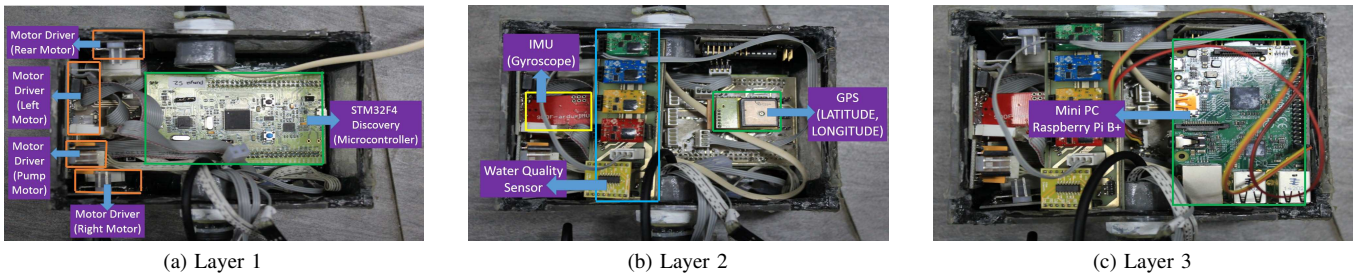 Motor Driver
(Rear Motor)
Motor
Driver
(Left
Motor)
Motor
Driver
(Pump
Motor)
Motor Driver
(Right Motor)
STM32F4
Discovery
(Microcontroller)
(a) Layer 1
IMU
(Gyroscope)
Water Quality
Sensor
GPS
(LATITUDE,
LONGITUDE)
(b) Layer 2
Mini PC
Raspberry Pi B+
(c) Layer 3